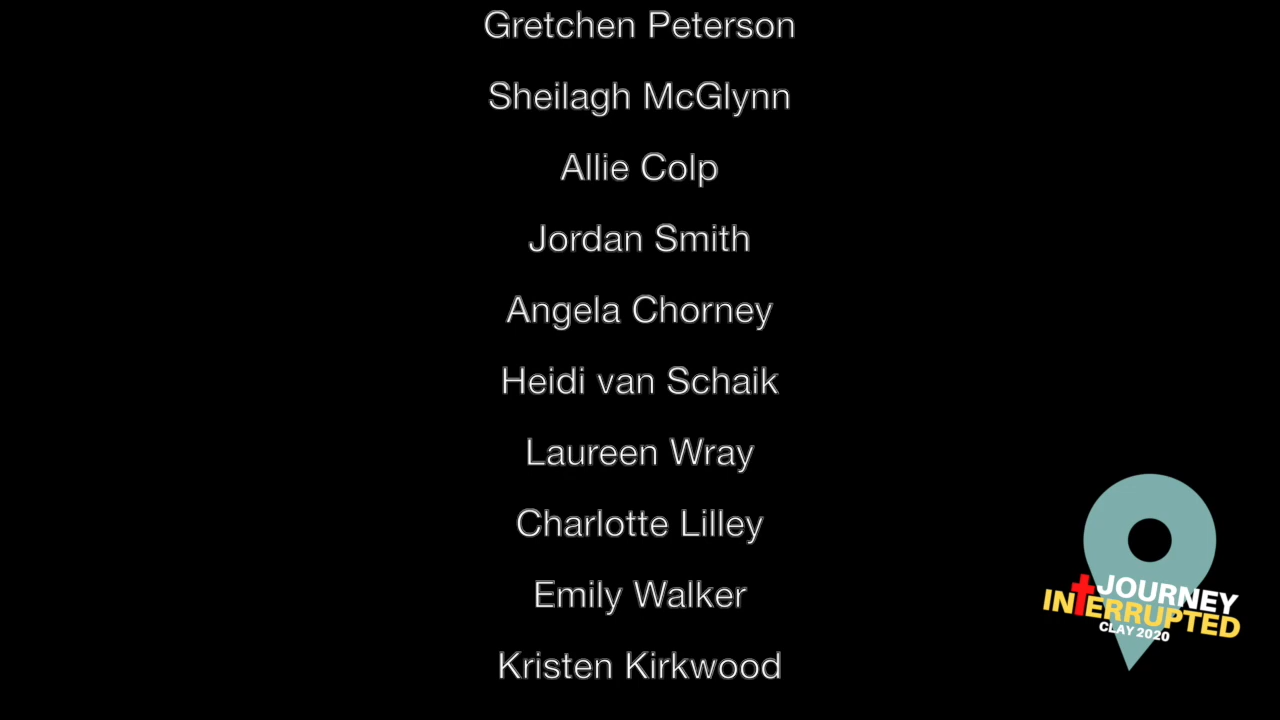 Gretchen Peterson
Sheilagh McGlynn
Allie Colp
Jordan Smith
Angela Chorney
Heidi van Schaik
Laureen Wray
Charlotte Lilley
Emily Walker
Kristen Kirkwood
JOURNEY
INTERRUPTED
CLAY 2020